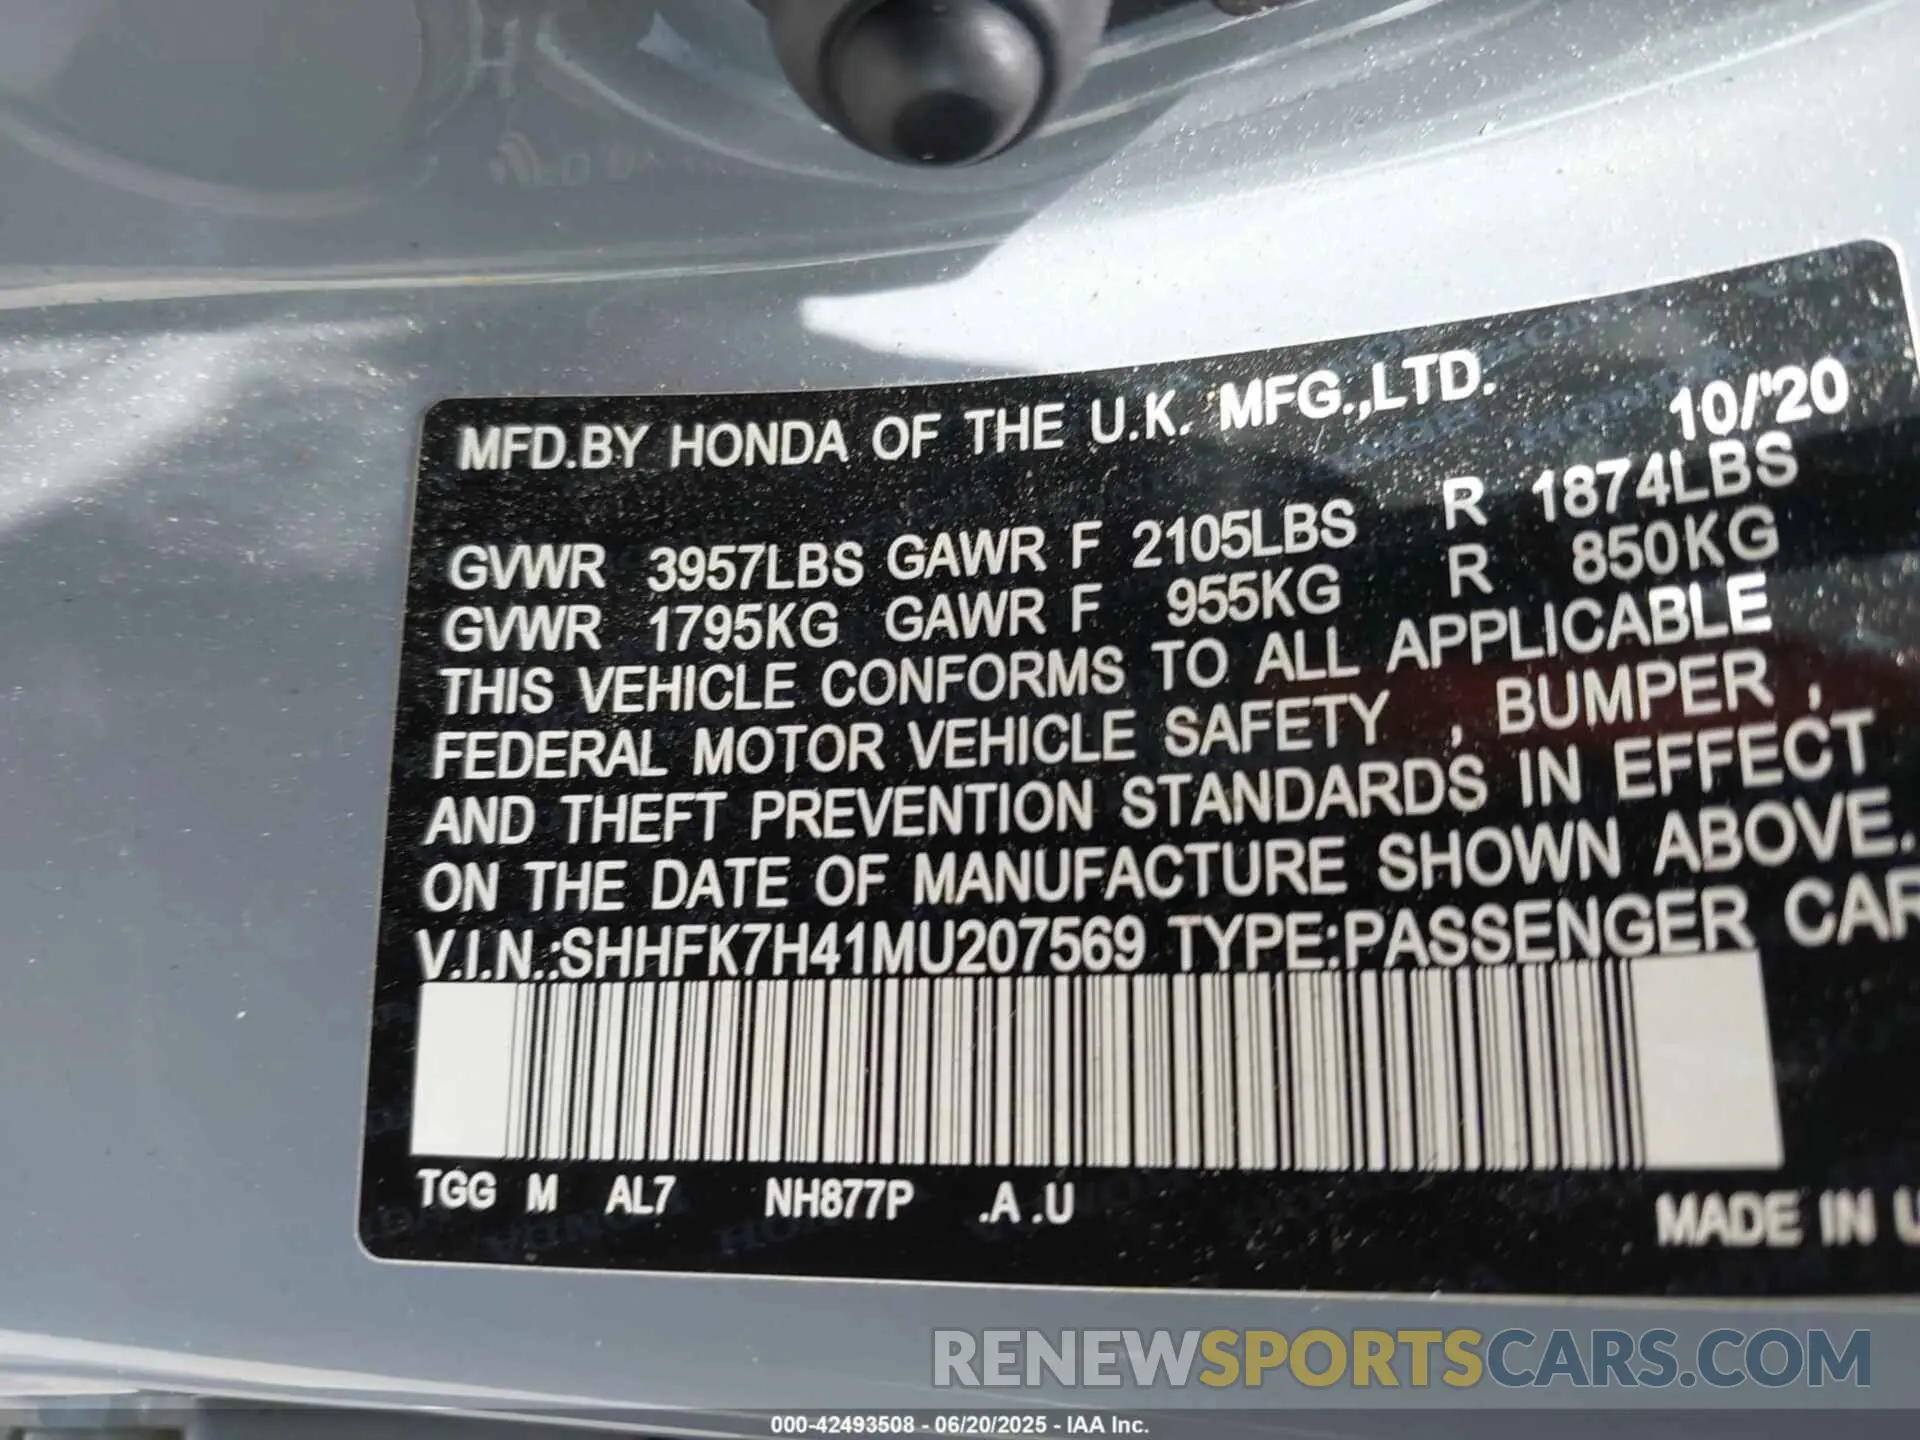 MFD.BY HONDA OF THE U.K. MFG.,LTD. 10/'20
GVWR 3957LBS GAWR F 2105LBS R 1874LBS
GVWR 1795KG GAWR F 955KG R 850KG
THIS VEHICLE CONFORMS TO ALL APPLICABLE
FEDERAL MOTOR VEHICLE SAFETY , BUMPER ,
AND THEFT PREVENTION STANDARDS IN EFFECT
ON THE DATE OF MANUFACTURE SHOWN ABOVE.
V.I.N.:SHHFK7H41MU207569 TYPE:PASSENGER CAR
TGG M AL7 NH877P .A .U
MADE IN U
RENEWSPORTSCARS.COM
000-42493508 - 06/20/2025 - IAA Inc.